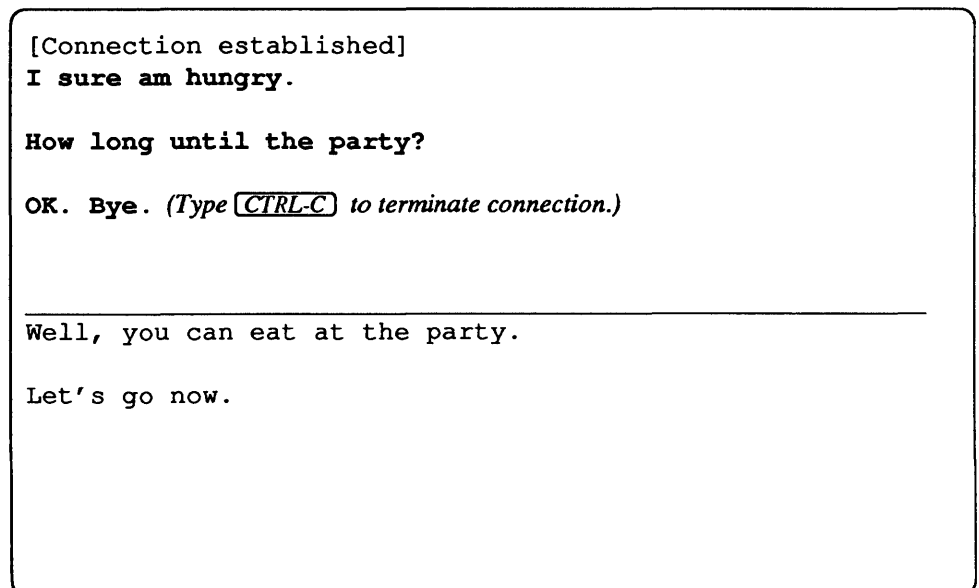 [Connection established]
I sure am hungry.
How long until the party?
OK. Bye. (Type CTRL-C to terminate connection.)
Well, you can eat at the party.
Let's go now.